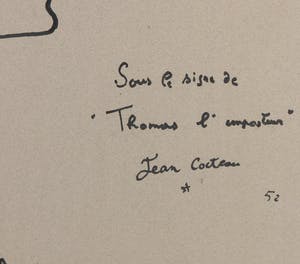 Sous le signe de
"Thomas l'imposteur"
Jean Cocteau
52